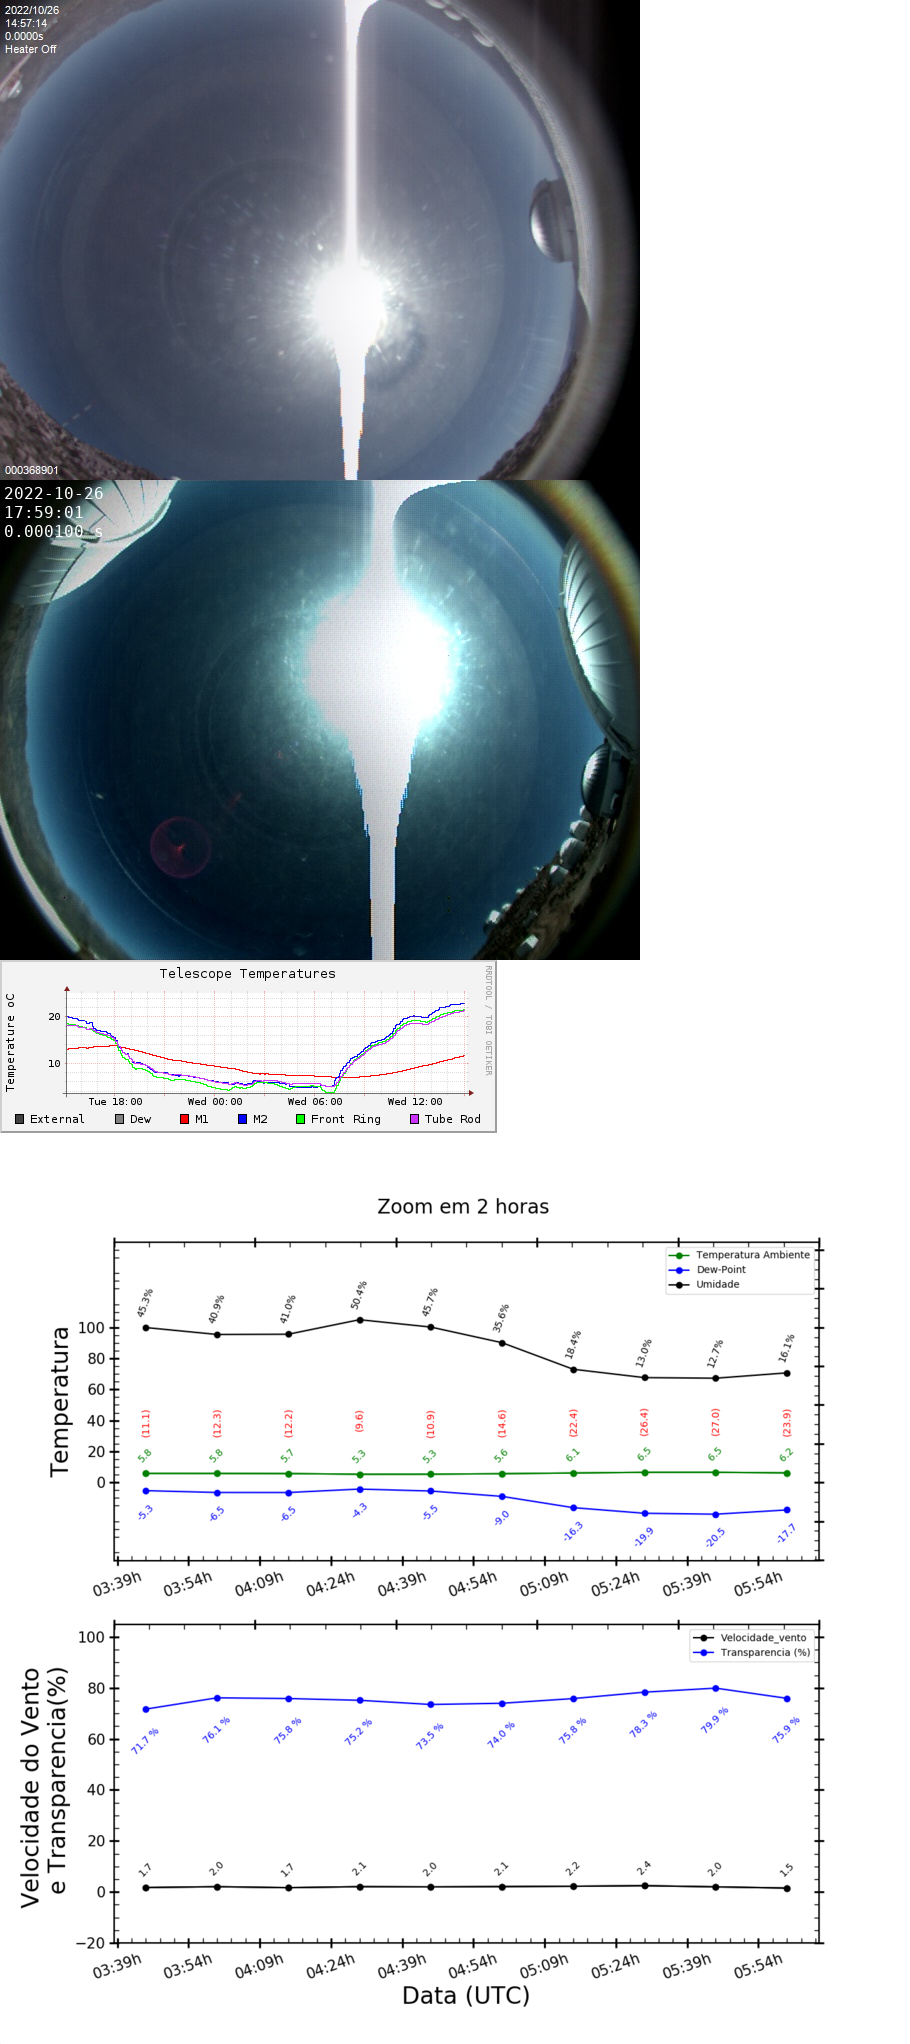 2022/10/26
14:57:14
0.0000s
Heater Off
000368901
2022-10-26
17:59:01
0.000100 s
Telescope Temperatures
RRDTOOL / TOBI OETIKER
Temperature oC
20
10
Tue 18:00 Wed 00:00 Wed 06:00 Wed 12:00
External Dew M1 M2 Front Ring Tube Rod
Zoom em 2 horas
Temperatura Ambiente
Dew-Point
Umidade
Temperatura
100
80
60
40
20
0
45.3% 40.9% 41.0% 50.4% 45.7% 35.6% 18.4% 13.0% 12.7% 16.1%
(11.1) (12.3) (12.2) (9.6) (10.9) (14.6) (22.4) (26.4) (27.0) (23.9)
5.8 5.8 5.7 5.3 5.3 5.6 6.1 6.5 6.5 6.2
-5.3 -6.5 -6.5 -4.3 -5.5 -9.0 -16.3 -19.9 -20.5 -17.7
03:39h 03:54h 04:09h 04:24h 04:39h 04:54h 05:09h 05:24h 05:39h 05:54h
Velocidade_vento
Transparencia (%)
Velocidade do Vento
e Transparencia(%)
100
80
60
40
20
0
−20
71.7 % 76.1 % 75.8 % 75.2 % 73.5 % 74.0 % 75.8 % 78.3 % 79.9 % 75.9 %
1.7 2.0 1.7 2.1 2.0 2.1 2.2 2.4 2.0 1.5
03:39h 03:54h 04:09h 04:24h 04:39h 04:54h 05:09h 05:24h 05:39h 05:54h
Data (UTC)